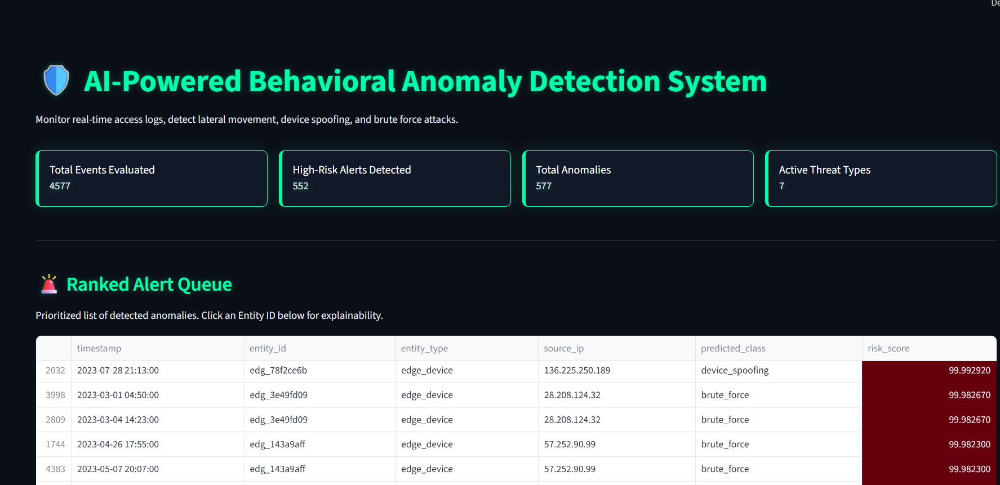 AI-Powered Behavioral Anomaly Detection System
Monitor real-time access logs, detect lateral movement, device spoofing, and brute force attacks.
Total Events Evaluated
4577
High-Risk Alerts Detected
552
Total Anomalies
577
Active Threat Types
7
Ranked Alert Queue
Prioritized list of detected anomalies. Click an Entity ID below for explainability.
timestamp entity_id entity_type source_ip predicted_class risk_score
2032 2023-07-28 21:13:00 edg_78f2ce6b edge_device 136.225.250.189 device_spoofing 99.992920
3998 2023-03-01 04:50:00 edg_3e49fd09 edge_device 28.208.124.32 brute_force 99.982670
2809 2023-03-04 14:23:00 edg_3e49fd09 edge_device 28.208.124.32 brute_force 99.982670
1744 2023-04-26 17:55:00 edg_143a9aff edge_device 57.252.90.99 brute_force 99.982300
4383 2023-05-07 20:07:00 edg_143a9aff edge_device 57.252.90.99 brute_force 99.982300